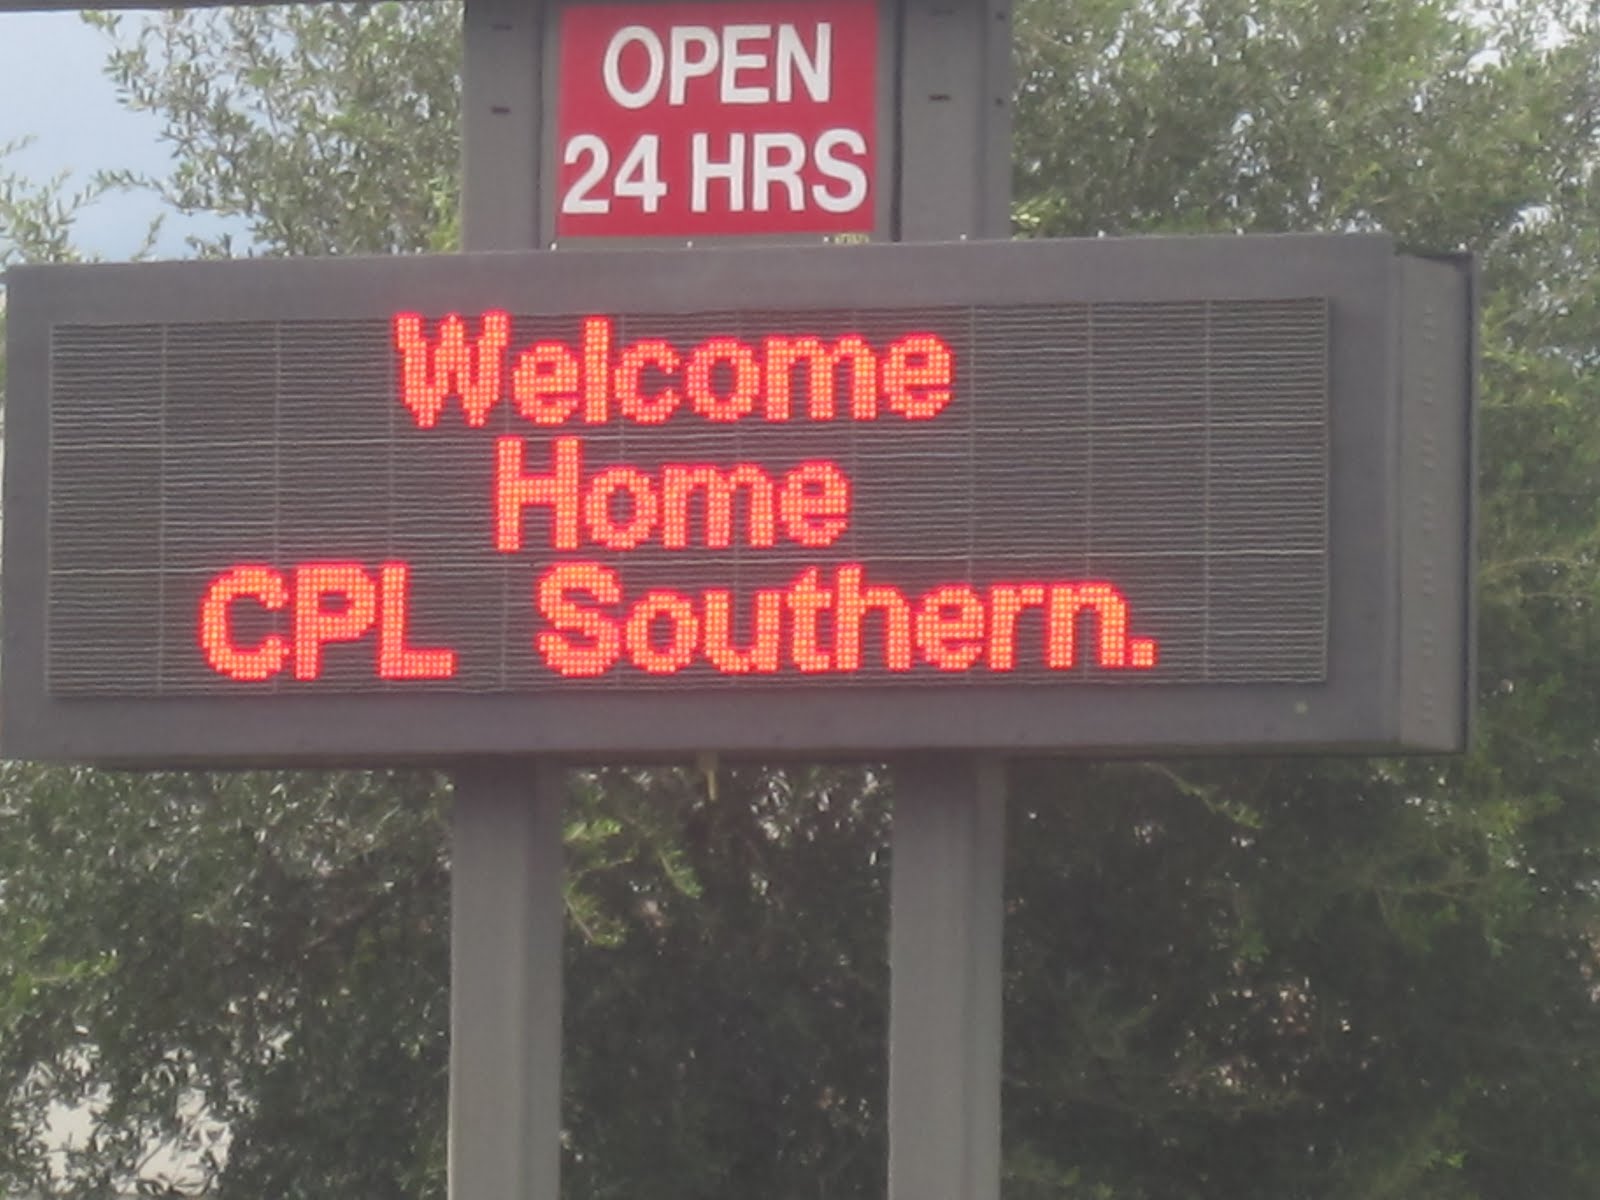 OPEN
24 HRS
Welcome
Home
CPL Southern.